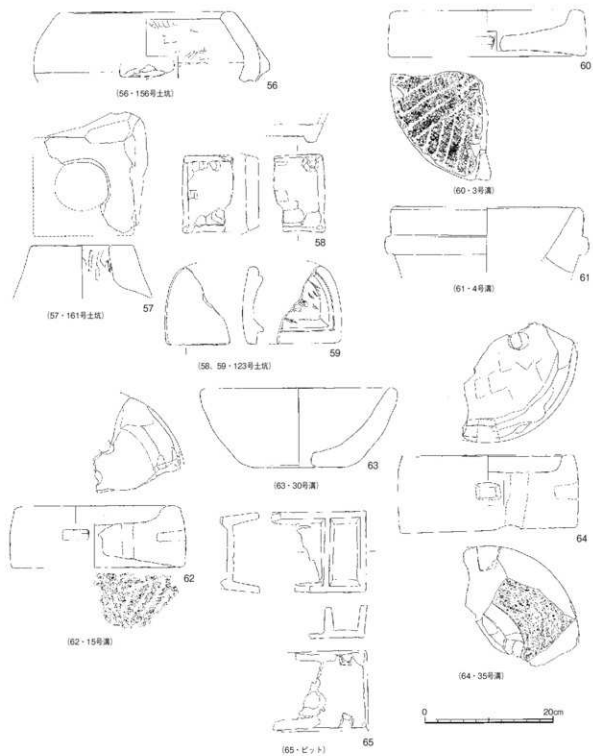 56
(56・156号土坑)
60
(60・3号溝)
58
57
(57・161号土坑)
61
(61・4号溝)
59
(58、59・123号土坑)
63
(63・30号溝)
64
62
(62・15号溝)
(64・35号溝)
0 20cm
65
(65・ピット)